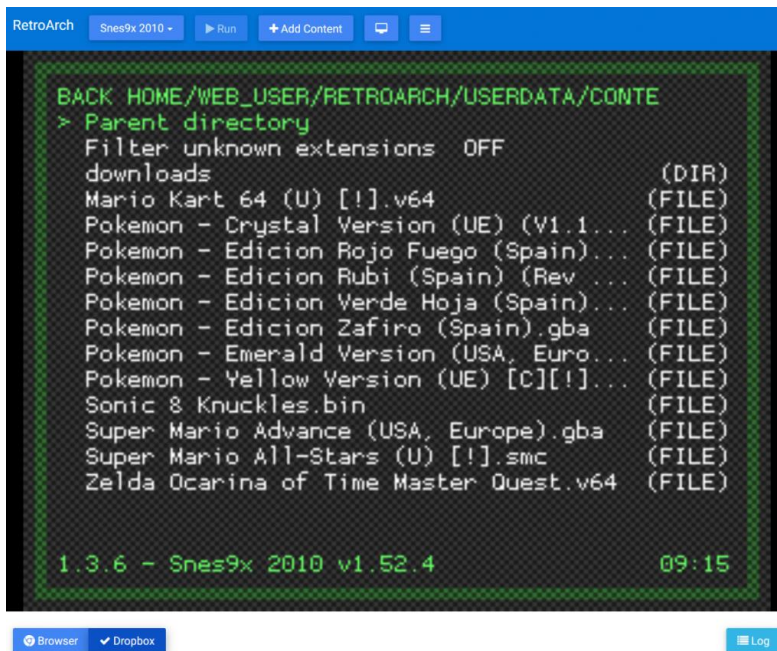 RetroArch Snes9x 2010 Run Add Content
BACK HOME/WEB_USER/RETROARCH/USERDATA/CONTE
> Parent directory
Filter unknown extensions OFF
downloads (DIR)
Mario Kart 64 (U) [!].v64 (FILE)
Pokemon - Crystal Version (UE) (V1.1... (FILE)
Pokemon - Edicion Rojo Fuego (Spain)... (FILE)
Pokemon - Edicion Rubi (Spain) (Rev ... (FILE)
Pokemon - Edicion Verde Hoja (Spain)... (FILE)
Pokemon - Edicion Zafiro (Spain).gba (FILE)
Pokemon - Emerald Version (USA, Euro... (FILE)
Pokemon - Yellow Version (UE) [C][!]... (FILE)
Sonic & Knuckles.bin (FILE)
Super Mario Advance (USA, Europe).gba (FILE)
Super Mario All-Stars (U) [!].smc (FILE)
Zelda Ocarina of Time Master Quest.v64 (FILE)
1.3.6 - Snes9x 2010 v1.52.4 09:15
Browser Dropbox Log